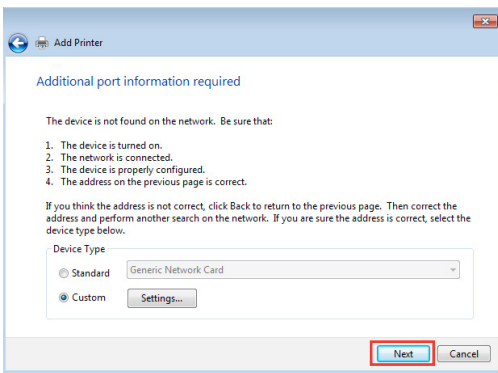 Add Printer
Additional port information required
The device is not found on the network. Be sure that:
1. The device is turned on.
2. The network is connected.
3. The device is properly configured.
4. The address on the previous page is correct.
If you think the address is not correct, click Back to return to the previous page. Then correct the
address and perform another search on the network. If you are sure the address is correct, select the
device type below.
Device Type
Standard
Generic Network Card
Custom
Settings...
Next
Cancel